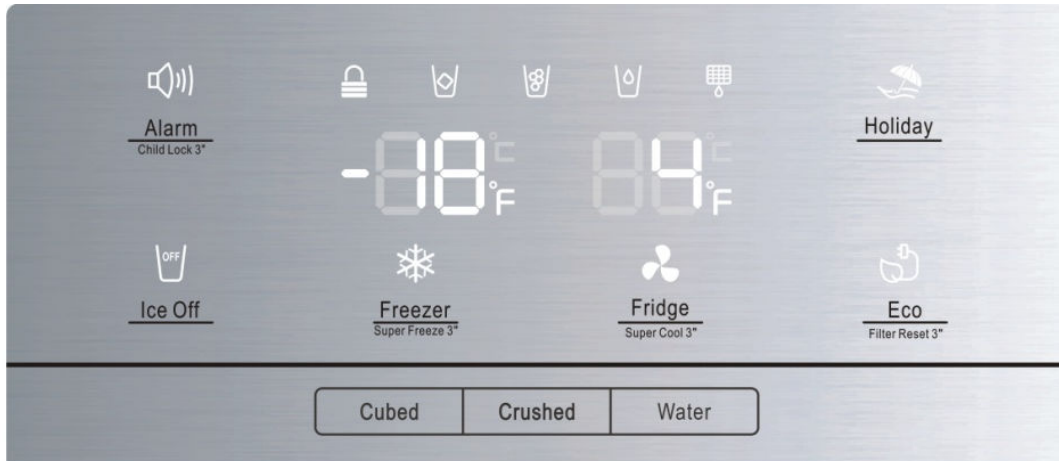 Alarm
Child Lock 3"
Holiday
-18 °F
4 °F
OFF
Ice Off
Freezer
Super Freeze 3"
Fridge
Super Cool 3"
Eco
Filter Reset 3"
Cubed
Crushed
Water